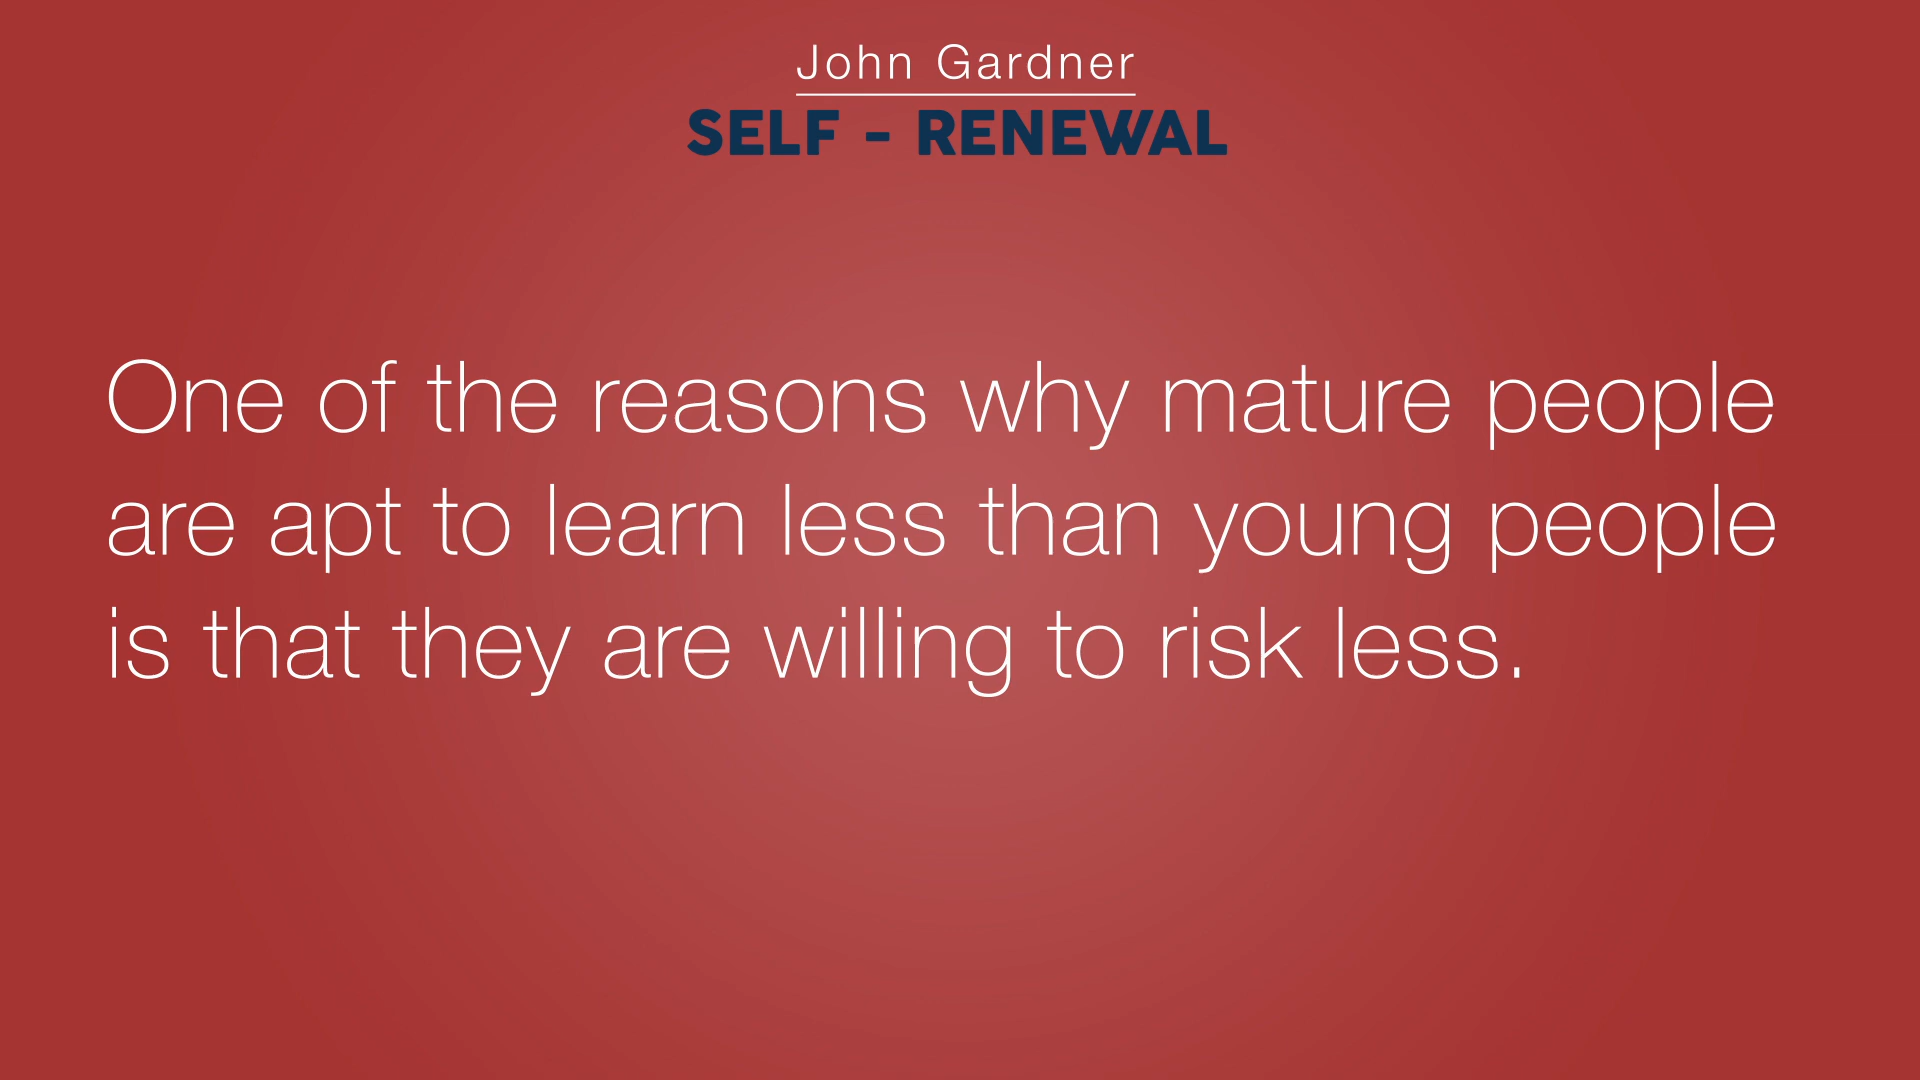 John Gardner
SELF - RENEWAL
One of the reasons why mature people
are apt to learn less than young people
is that they are willing to risk less.